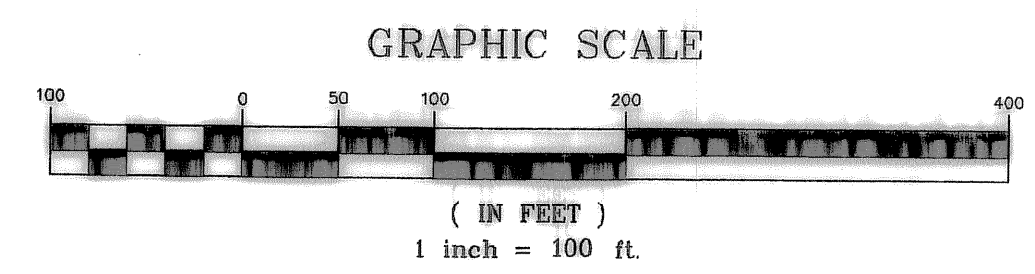 GRAPHIC SCALE
100 0 50 100 200 400
( IN FEET )
1 inch = 100 ft.